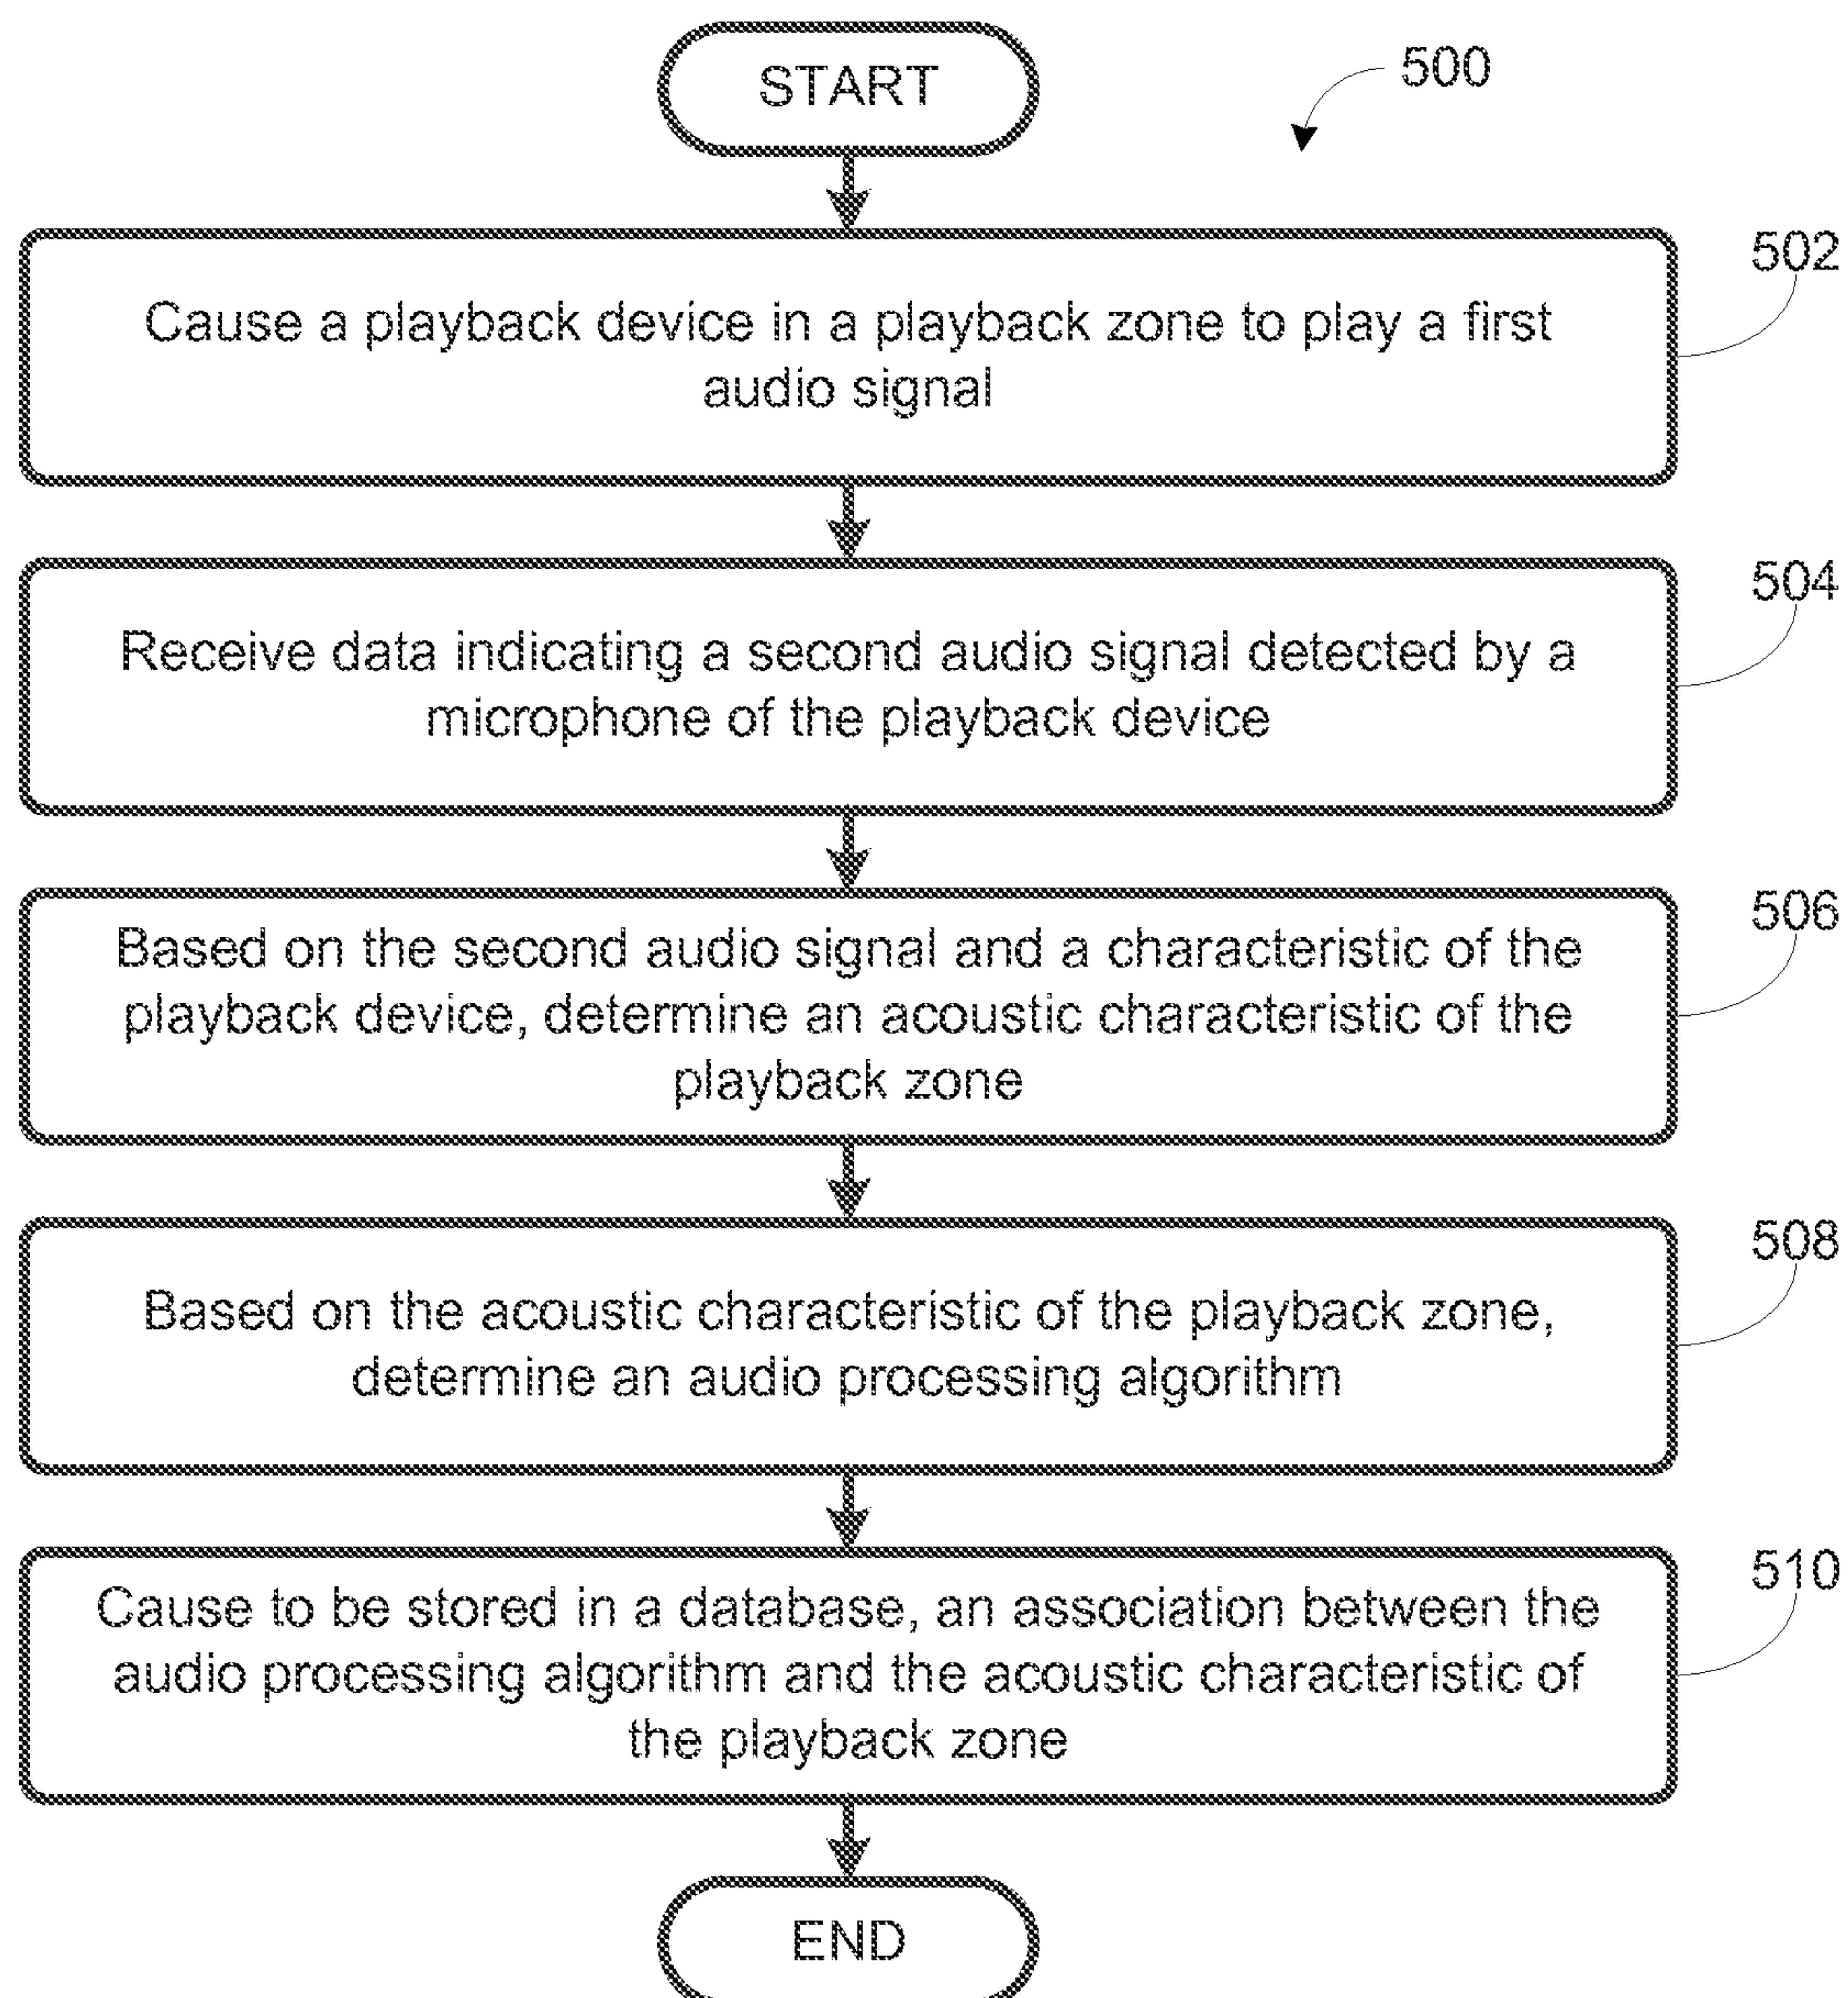 START
500
502
Cause a playback device in a playback zone to play a first
audio signal
504
Receive data indicating a second audio signal detected by a
microphone of the playback device
506
Based on the second audio signal and a characteristic of the
playback device, determine an acoustic characteristic of the
playback zone
508
Based on the acoustic characteristic of the playback zone,
determine an audio processing algorithm
510
Cause to be stored in a database, an association between the
audio processing algorithm and the acoustic characteristic of
the playback zone
END